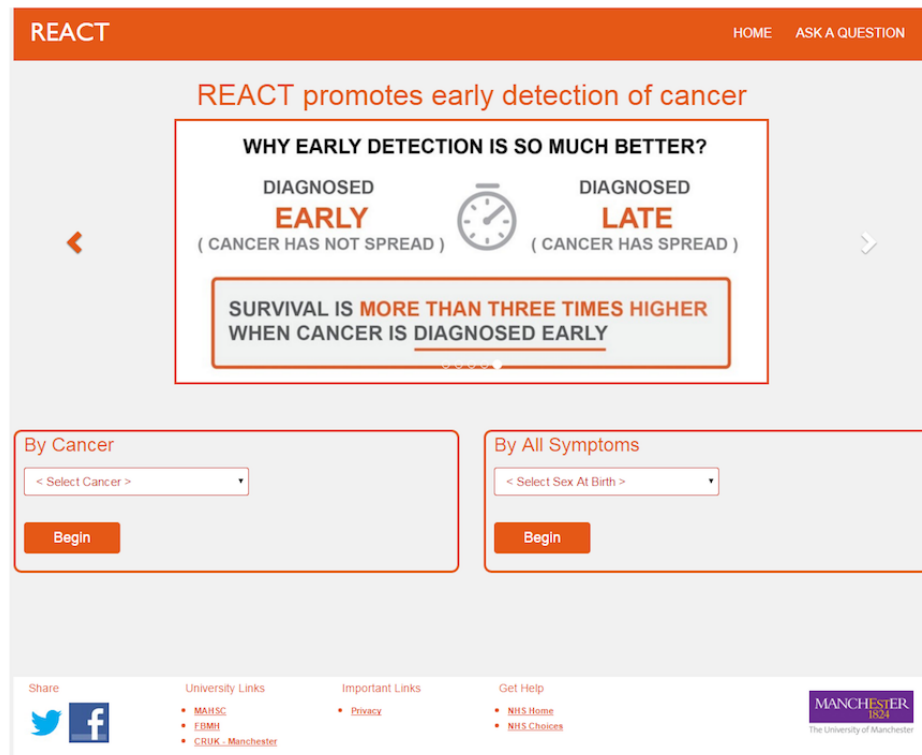 REACT
HOME
ASK A QUESTION
REACT promotes early detection of cancer
WHY EARLY DETECTION IS SO MUCH BETTER?
DIAGNOSED
EARLY
( CANCER HAS NOT SPREAD )
DIAGNOSED
LATE
( CANCER HAS SPREAD )
SURVIVAL IS MORE THAN THREE TIMES HIGHER
WHEN CANCER IS DIAGNOSED EARLY
By Cancer
< Select Cancer >
Begin
By All Symptoms
< Select Sex At Birth >
Begin
Share
University Links
MAHSC
FBMH
CRUK - Manchester
Important Links
Privacy
Get Help
NHS Home
NHS Choices
MANCHESTER
1824
The University of Manchester